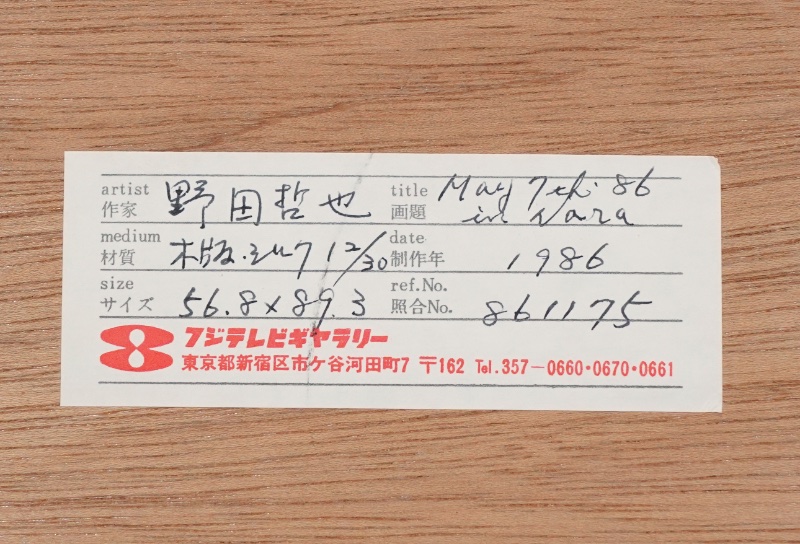 artist 野田哲也 title May 7th. '86
作家 画題 in Nara
medium 木版.シルク 12/30 date 1986
材質 制作年
size 56.8×89.3 ref.No. 861175
サイズ 照合No.
フジテレビギャラリー
東京都新宿区市ケ谷河田町7 〒162 Tel.357－0660・0670・0661